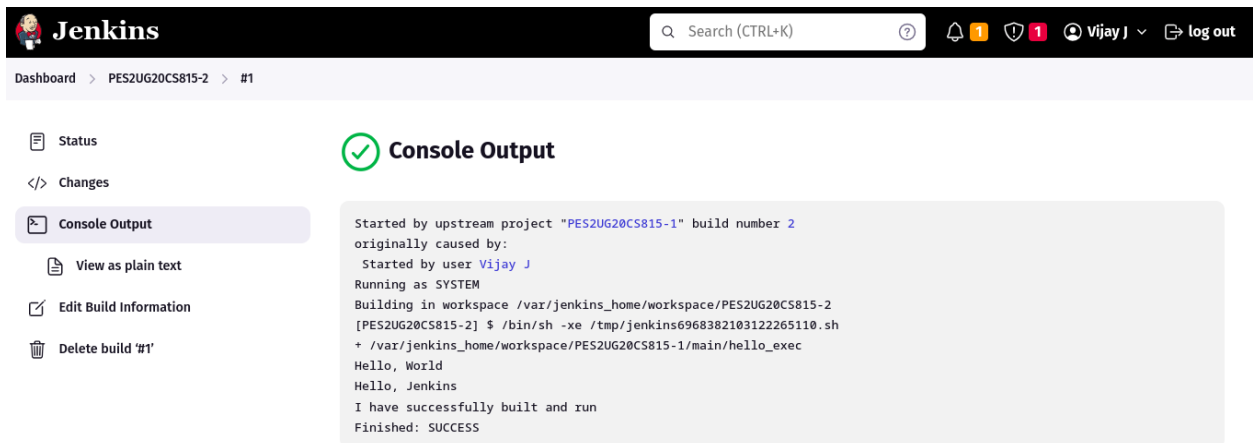 Jenkins
Search (CTRL+K)
1
1
Vijay J
log out
Dashboard > PES2UG20CS815-2 > #1
Status
Changes
Console Output
View as plain text
Edit Build Information
Delete build ‘#1’
Console Output
Started by upstream project "PES2UG20CS815-1" build number 2
originally caused by:
 Started by user Vijay J
Running as SYSTEM
Building in workspace /var/jenkins_home/workspace/PES2UG20CS815-2
[PES2UG20CS815-2] $ /bin/sh -xe /tmp/jenkins6968382103122265110.sh
+ /var/jenkins_home/workspace/PES2UG20CS815-1/main/hello_exec
Hello, World
Hello, Jenkins
I have successfully built and run
Finished: SUCCESS